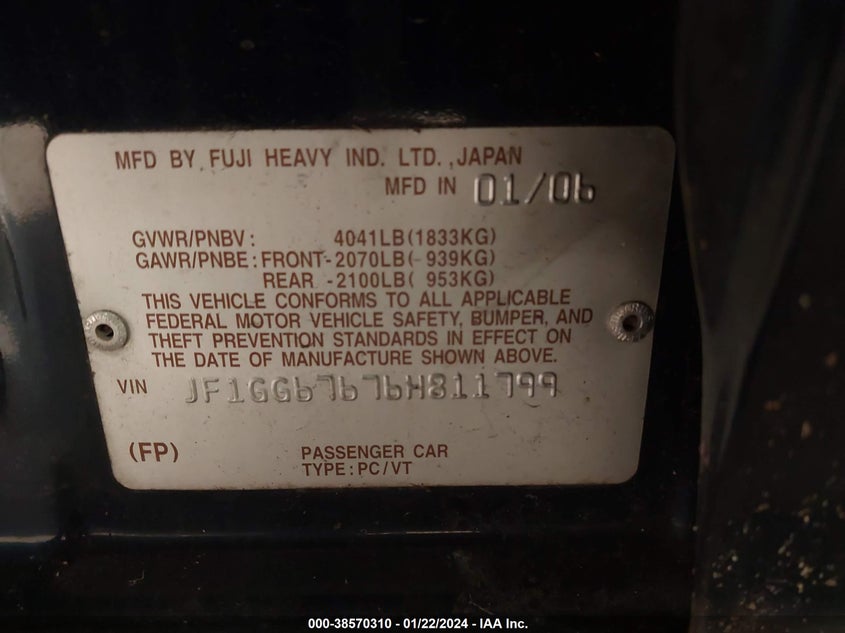 MFD BY FUJI HEAVY IND. LTD., JAPAN
MFD IN 01/06
GVWR/PNBV: 4041LB(1833KG)
GAWR/PNBE: FRONT-2070LB( 939KG)
REAR -2100LB( 953KG)
THIS VEHICLE CONFORMS TO ALL APPLICABLE
FEDERAL MOTOR VEHICLE SAFETY, BUMPER, AND
THEFT PREVENTION STANDARDS IN EFFECT ON
THE DATE OF MANUFACTURE SHOWN ABOVE.
VIN JF1GG67676H811799
(FP) PASSENGER CAR
TYPE: PC/VT
000-38570310 - 01/22/2024 - IAA Inc.